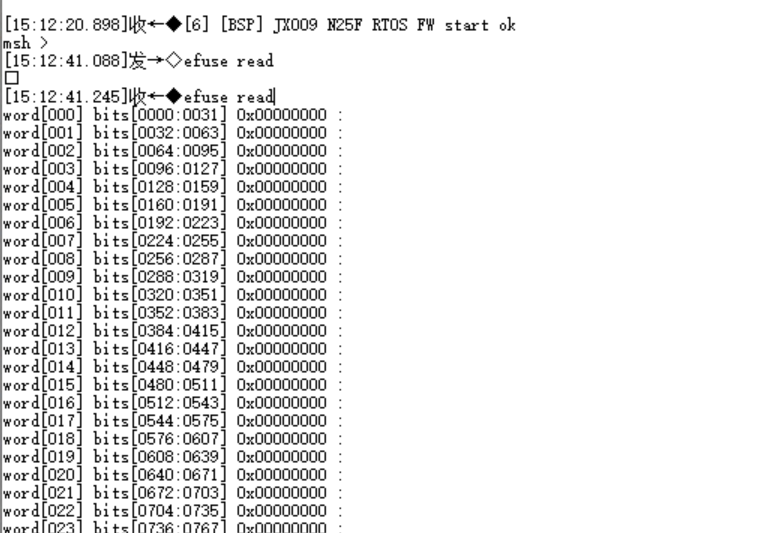 [15:12:20.898]收←◆[6] [BSP] JX009 N25F RTOS FW start ok
msh >
[15:12:41.088]发→◇efuse read
□
[15:12:41.245]收←◆efuse read
word[000] bits[0000:0031] 0x00000000 :
word[001] bits[0032:0063] 0x00000000 :
word[002] bits[0064:0095] 0x00000000 :
word[003] bits[0096:0127] 0x00000000 :
word[004] bits[0128:0159] 0x00000000 :
word[005] bits[0160:0191] 0x00000000 :
word[006] bits[0192:0223] 0x00000000 :
word[007] bits[0224:0255] 0x00000000 :
word[008] bits[0256:0287] 0x00000000 :
word[009] bits[0288:0319] 0x00000000 :
word[010] bits[0320:0351] 0x00000000 :
word[011] bits[0352:0383] 0x00000000 :
word[012] bits[0384:0415] 0x00000000 :
word[013] bits[0416:0447] 0x00000000 :
word[014] bits[0448:0479] 0x00000000 :
word[015] bits[0480:0511] 0x00000000 :
word[016] bits[0512:0543] 0x00000000 :
word[017] bits[0544:0575] 0x00000000 :
word[018] bits[0576:0607] 0x00000000 :
word[019] bits[0608:0639] 0x00000000 :
word[020] bits[0640:0671] 0x00000000 :
word[021] bits[0672:0703] 0x00000000 :
word[022] bits[0704:0735] 0x00000000 :
word[023] bits[0736:0767] 0x00000000 :